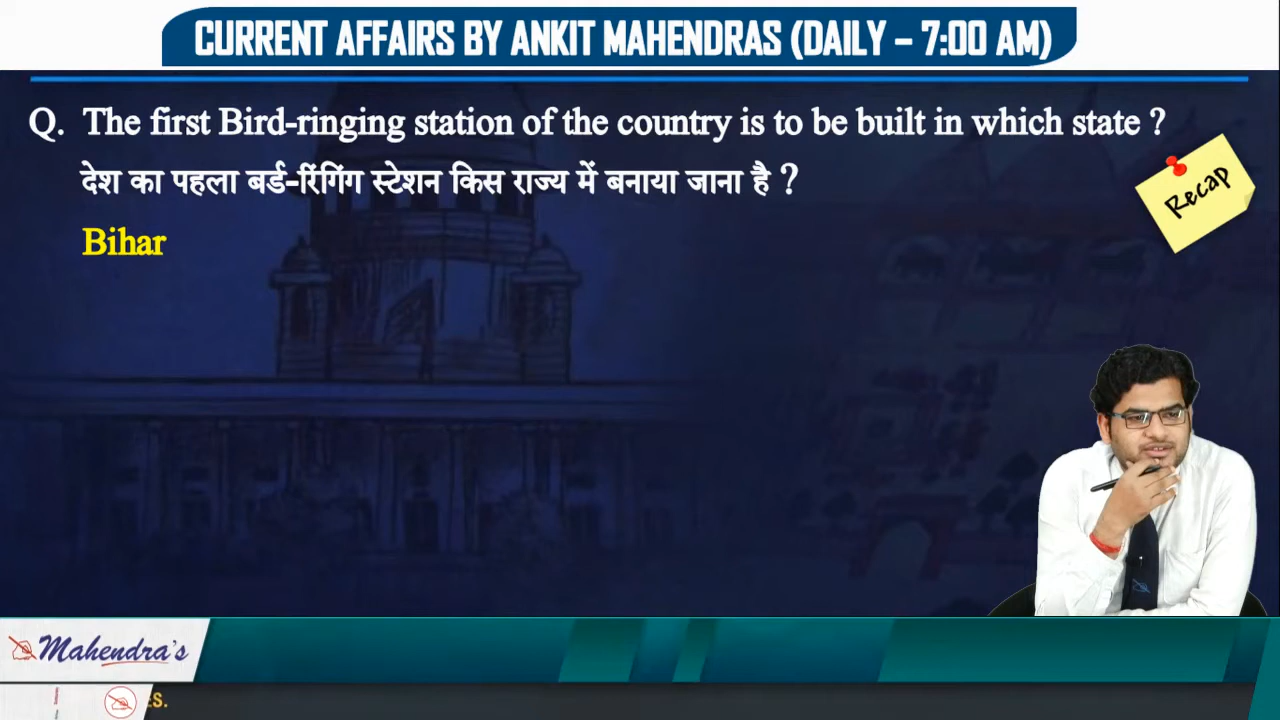 CURRENT AFFAIRS BY ANKIT MAHENDRAS (DAILY – 7:00 AM)
Q. The first Bird-ringing station of the country is to be built in which state ?
देश का पहला बर्ड-रिंगिंग स्टेशन किस राज्य में बनाया जाना है ?
Recap
Bihar
Mahendra's